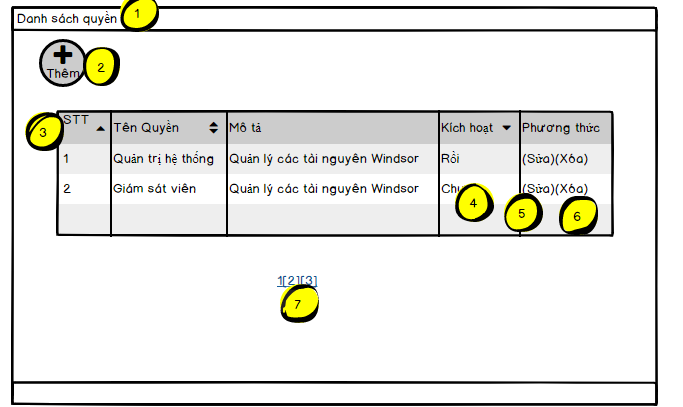 Danh sách quyền 1
Thêm 2
3 STT Tên Quyền Mô tả Kích hoạt Phương thức
1 Quản trị hệ thống Quản lý các tài nguyên Windsor Rồi (Sửa)(Xóa)
2 Giám sát viên Quản lý các tài nguyên Windsor (Sửa)(Xóa)
4 5 6
1[2][3]
7